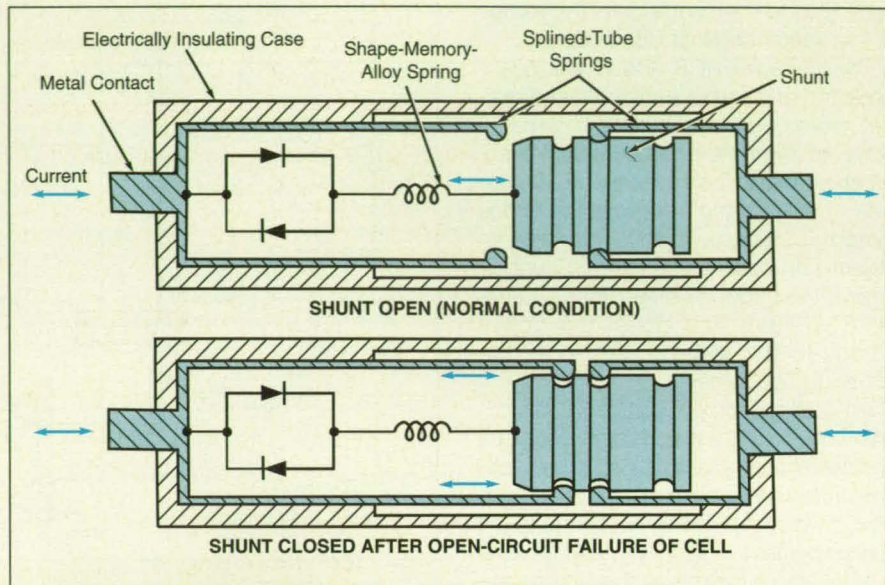 Electrically Insulating Case
Shape-Memory-
Alloy Spring
Splined-Tube
Springs
Shunt
Metal Contact
Current
SHUNT OPEN (NORMAL CONDITION)
SHUNT CLOSED AFTER OPEN-CIRCUIT FAILURE OF CELL